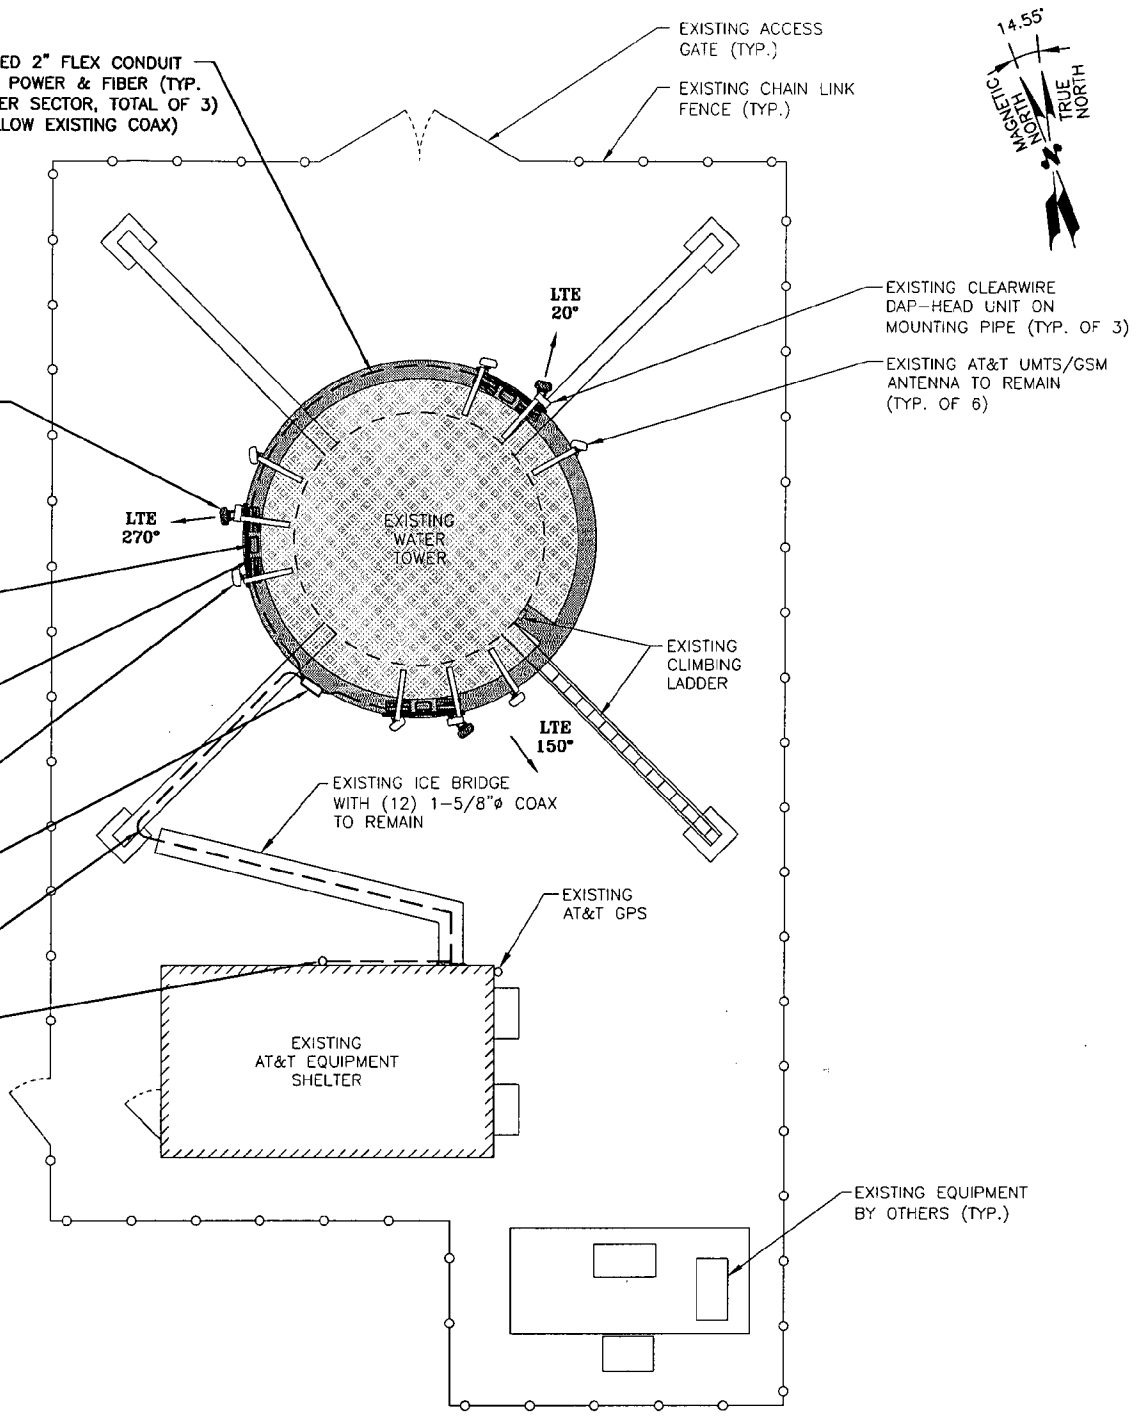 EXISTING ACCESS
GATE (TYP.)
14.55°
MAGNETIC
NORTH
TRUE
NORTH
N
ED 2" FLEX CONDUIT
POWER & FIBER (TYP.
ER SECTOR, TOTAL OF 3)
LLOW EXISTING COAX)
EXISTING CHAIN LINK
FENCE (TYP.)
LTE
20°
EXISTING CLEARWIRE
DAP-HEAD UNIT ON
MOUNTING PIPE (TYP. OF 3)
EXISTING AT&T UMTS/GSM
ANTENNA TO REMAIN
(TYP. OF 6)
LTE
270°
EXISTING
WATER
TOWER
EXISTING
CLIMBING
LADDER
LTE
150°
EXISTING ICE BRIDGE
WITH (12) 1-5/8"ø COAX
TO REMAIN
EXISTING
AT&T GPS
EXISTING
AT&T EQUIPMENT
SHELTER
EXISTING EQUIPMENT
BY OTHERS (TYP.)